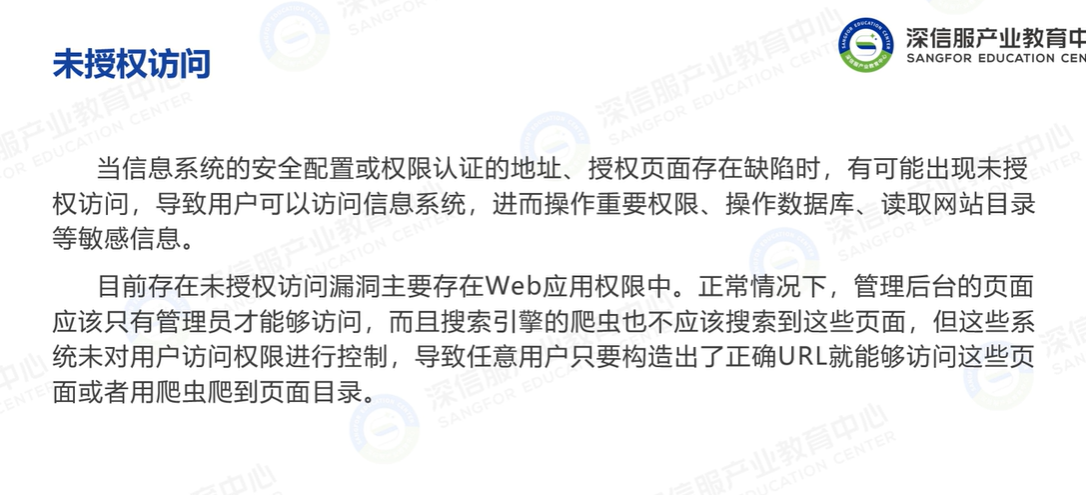 未授权访问
深信服产业教育中
SANGFOR EDUCATION CEN
当信息系统的安全配置或权限认证的地址、授权页面存在缺陷时，有可能出现未授
权访问，导致用户可以访问信息系统，进而操作重要权限、操作数据库、读取网站目录
等敏感信息。
目前存在未授权访问漏洞主要存在Web应用权限中。正常情况下，管理后台的页面
应该只有管理员才能够访问，而且搜索引擎的爬虫也不应该搜索到这些页面，但这些系
统未对用户访问权限进行控制，导致任意用户只要构造出了正确URL就能够访问这些页
面或者用爬虫爬到页面目录。